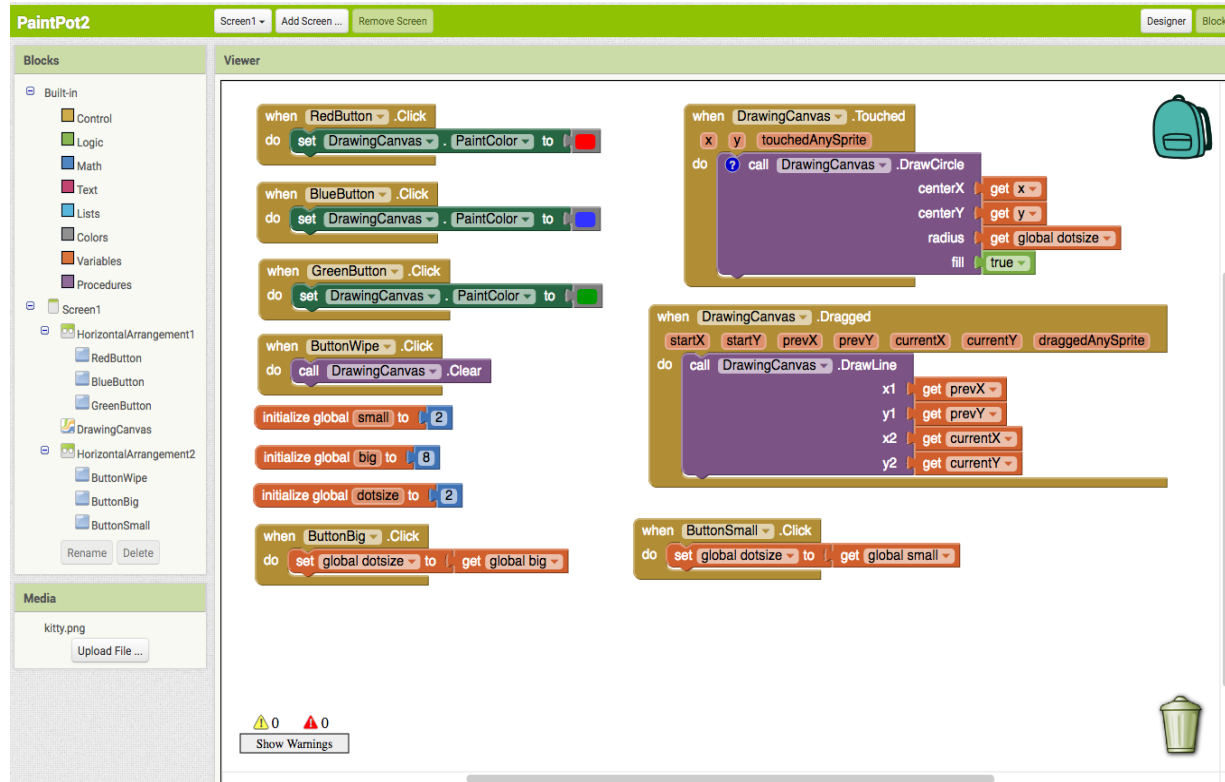 PaintPot2
Screen1
Add Screen ...
Remove Screen
Designer
Block
Blocks
Viewer
Built-in
Control
Logic
Math
Text
Lists
Colors
Variables
Procedures
Screen1
HorizontalArrangement1
RedButton
BlueButton
GreenButton
DrawingCanvas
HorizontalArrangement2
ButtonWipe
ButtonBig
ButtonSmall
Rename Delete
Media
kitty.png
Upload File ...
when RedButton .Click
do set DrawingCanvas . PaintColor to
when BlueButton .Click
do set DrawingCanvas . PaintColor to
when GreenButton .Click
do set DrawingCanvas . PaintColor to
when ButtonWipe .Click
do call DrawingCanvas .Clear
initialize global small to 2
initialize global big to 8
initialize global dotsize to 2
when ButtonBig .Click
do set global dotsize to get global big
when DrawingCanvas .Touched
x y touchedAnySprite
do ? call DrawingCanvas .DrawCircle
centerX get x
centerY get y
radius get global dotsize
fill true
when DrawingCanvas .Dragged
startX startY prevX prevY currentX currentY draggedAnySprite
do call DrawingCanvas .DrawLine
x1 get prevX
y1 get prevY
x2 get currentX
y2 get currentY
when ButtonSmall .Click
do set global dotsize to get global small
0 0
Show Warnings